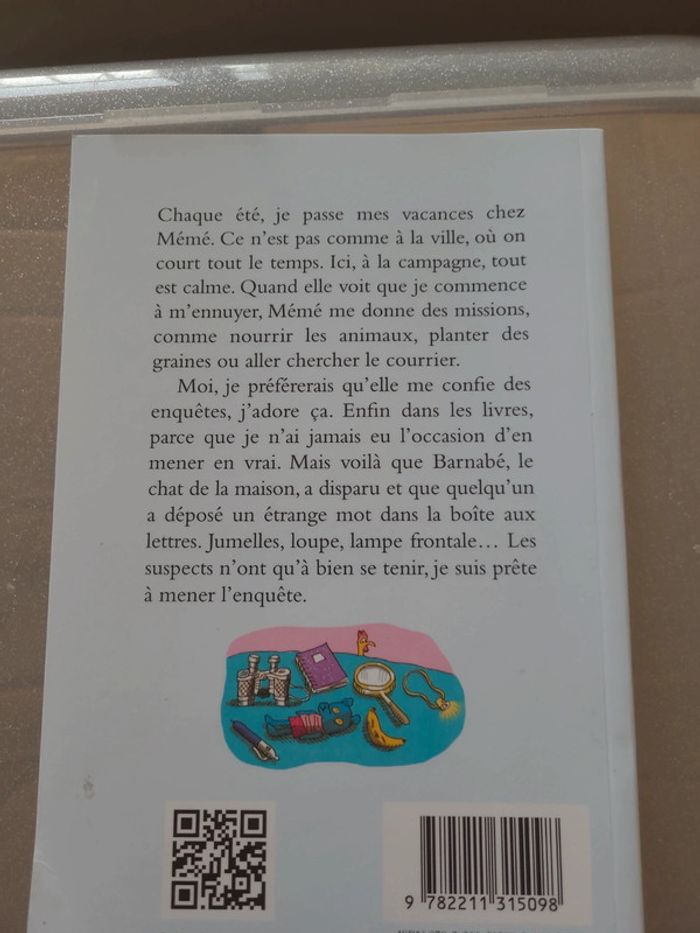 Chaque été, je passe mes vacances chez
Mémé. Ce n'est pas comme à la ville, où on
court tout le temps. Ici, à la campagne, tout
est calme. Quand elle voit que je commence
à m'ennuyer, Mémé me donne des missions,
comme nourrir les animaux, planter des
graines ou aller chercher le courrier.
Moi, je préférerais qu'elle me confie des
enquêtes, j'adore ça. Enfin dans les livres,
parce que je n'ai jamais eu l'occasion d'en
mener en vrai. Mais voilà que Barnabé, le
chat de la maison, a disparu et que quelqu'un
a déposé un étrange mot dans la boîte aux
lettres. Jumelles, loupe, lampe frontale… Les
suspects n'ont qu'à bien se tenir, je suis prête
à mener l'enquête.
9 782211 315098